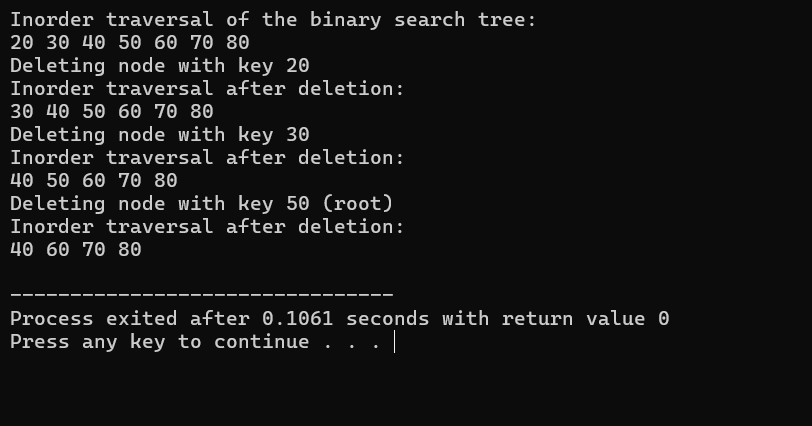 Inorder traversal of the binary search tree:
20 30 40 50 60 70 80
Deleting node with key 20
Inorder traversal after deletion:
30 40 50 60 70 80
Deleting node with key 30
Inorder traversal after deletion:
40 50 60 70 80
Deleting node with key 50 (root)
Inorder traversal after deletion:
40 60 70 80
--------------------------------
Process exited after 0.1061 seconds with return value 0
Press any key to continue . . .